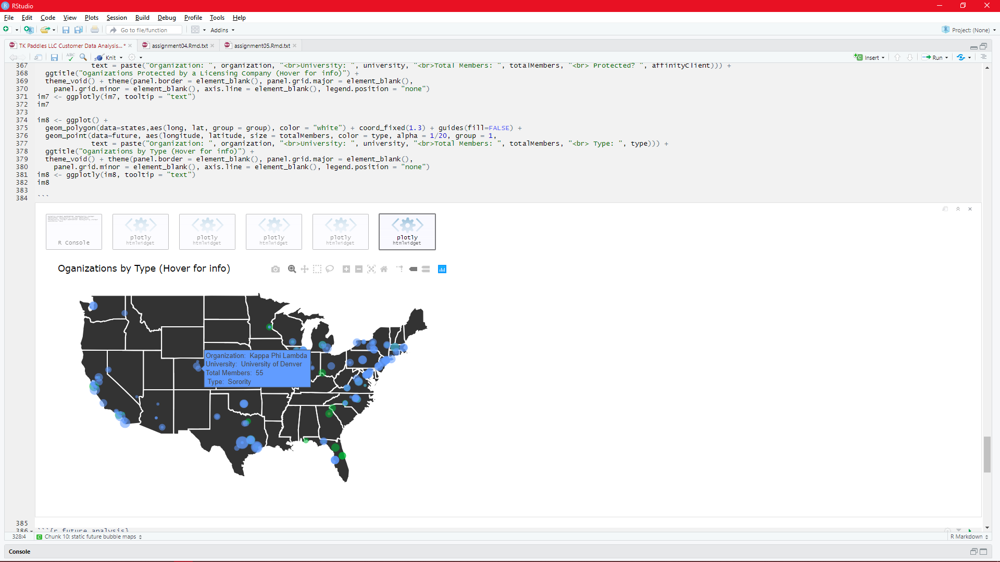 RStudio
File Edit Code View Plots Session Build Debug Profile Tools Help
Go to file/function Addins Project: (None)
TK Paddles LLC Customer Data Analysis...* assignment04.Rmd.txt assignment05.Rmd.txt
ABC Knit Insert Run
367 text = paste("Organization: ", organization, "<br>University: ", university, "<br>Total Members: ", totalMembers, "<br> Protected? ", affinityClient))) +
368 ggtitle("Oganizations Protected by a Licensing Company (Hover for info)") +
369 theme_void() + theme(panel.border = element_blank(), panel.grid.major = element_blank(),
370 panel.grid.minor = element_blank(), axis.line = element_blank(), legend.position = "none")
371 im7 <- ggplotly(im7, tooltip = "text")
372 im7
373
374 im8 <- ggplot() +
375 geom_polygon(data=states,aes(long, lat, group = group), color = "white") + coord_fixed(1.3) + guides(fill=FALSE) +
376 geom_point(data=future, aes(longitude, latitude, size = totalMembers, color = type, alpha = 1/20, group = 1,
377 text = paste("Organization: ", organization, "<br>University: ", university, "<br>Total Members: ", totalMembers, "<br> Type: ", type))) +
378 ggtitle("Oganizations by Type (Hover for info)") +
379 theme_void() + theme(panel.border = element_blank(), panel.grid.major = element_blank(),
380 panel.grid.minor = element_blank(), axis.line = element_blank(), legend.position = "none")
381 im8 <- ggplotly(im8, tooltip = "text")
382 im8
383
384 ```
R Console
plotly
htmlwidget
plotly
htmlwidget
plotly
htmlwidget
plotly
htmlwidget
plotly
htmlwidget
Oganizations by Type (Hover for info)
Organization: Kappa Phi Lambda
University: University of Denver
Total Members: 55
Type: Sorority
385
386 ```{r future analysis}
328:4 Chunk 10: static future bubble maps R Markdown
Console